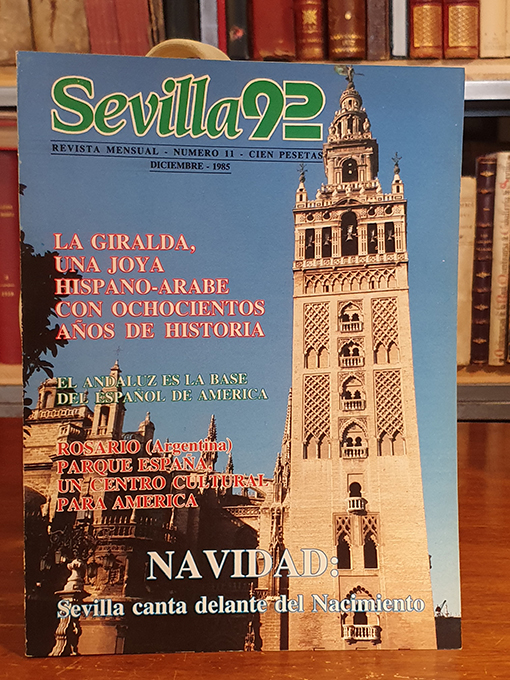 Sevilla92
REVISTA MENSUAL - NUMERO 11 - CIEN PESETAS
DICIEMBRE - 1985
LA GIRALDA,
UNA JOYA
HISPANO-ARABE
CON OCHOCIENTOS
AÑOS DE HISTORIA
EL ANDALUZ ES LA BASE
DEL ESPAÑOL DE AMERICA
ROSARIO (Argentina)
PARQUE ESPAÑA,
UN CENTRO CULTURAL
PARA AMERICA
NAVIDAD:
Sevilla canta delante del Nacimiento